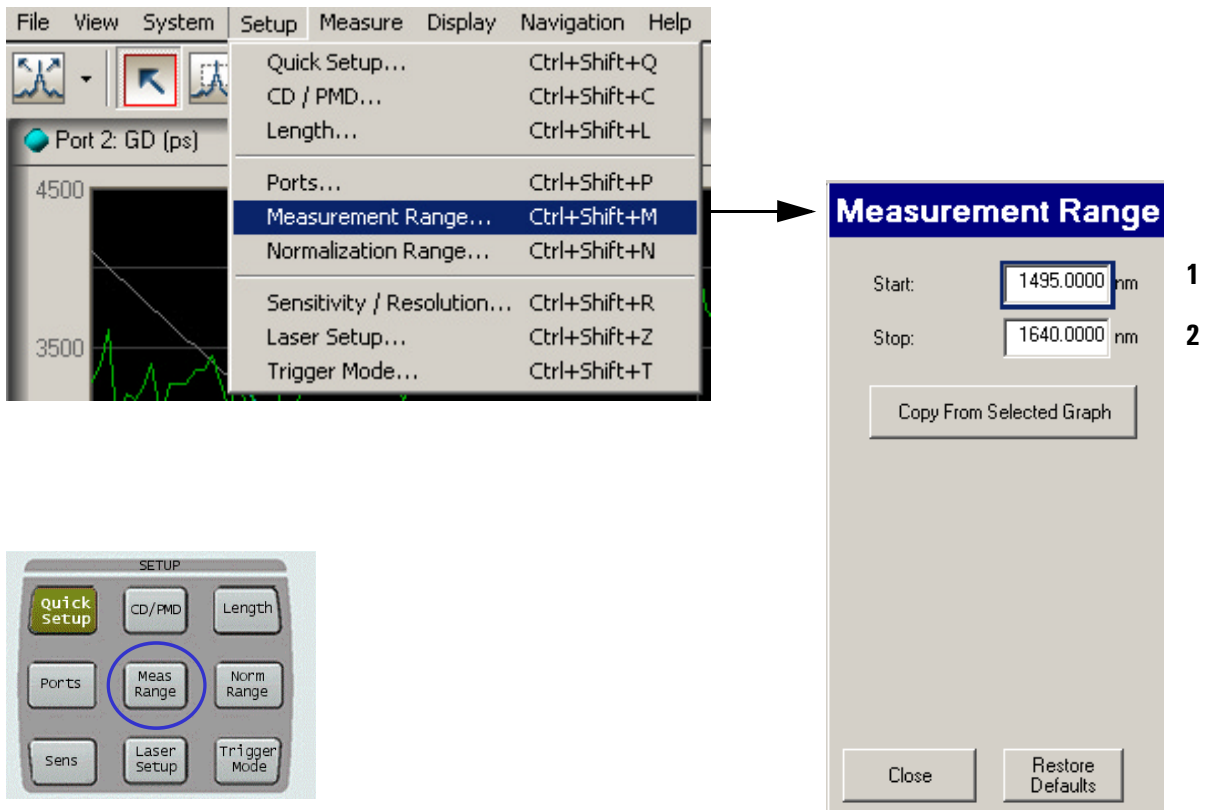 File View System Setup Measure Display Navigation Help
Quick Setup... Ctrl+Shift+Q
CD / PMD... Ctrl+Shift+C
Length... Ctrl+Shift+L
Port 2: GD (ps)
4500
Ports... Ctrl+Shift+P
Measurement Range... Ctrl+Shift+M
Normalization Range... Ctrl+Shift+N
Sensitivity / Resolution... Ctrl+Shift+R
3500
Laser Setup... Ctrl+Shift+Z
Trigger Mode... Ctrl+Shift+T
Measurement Range
Start: 1495.0000 nm 1
Stop: 1640.0000 nm 2
Copy From Selected Graph
Close
Restore
Defaults
SETUP
Quick
Setup
CD/PMD
Length
Ports
Meas
Range
Norm
Range
Sens
Laser
Setup
Trigger
Mode